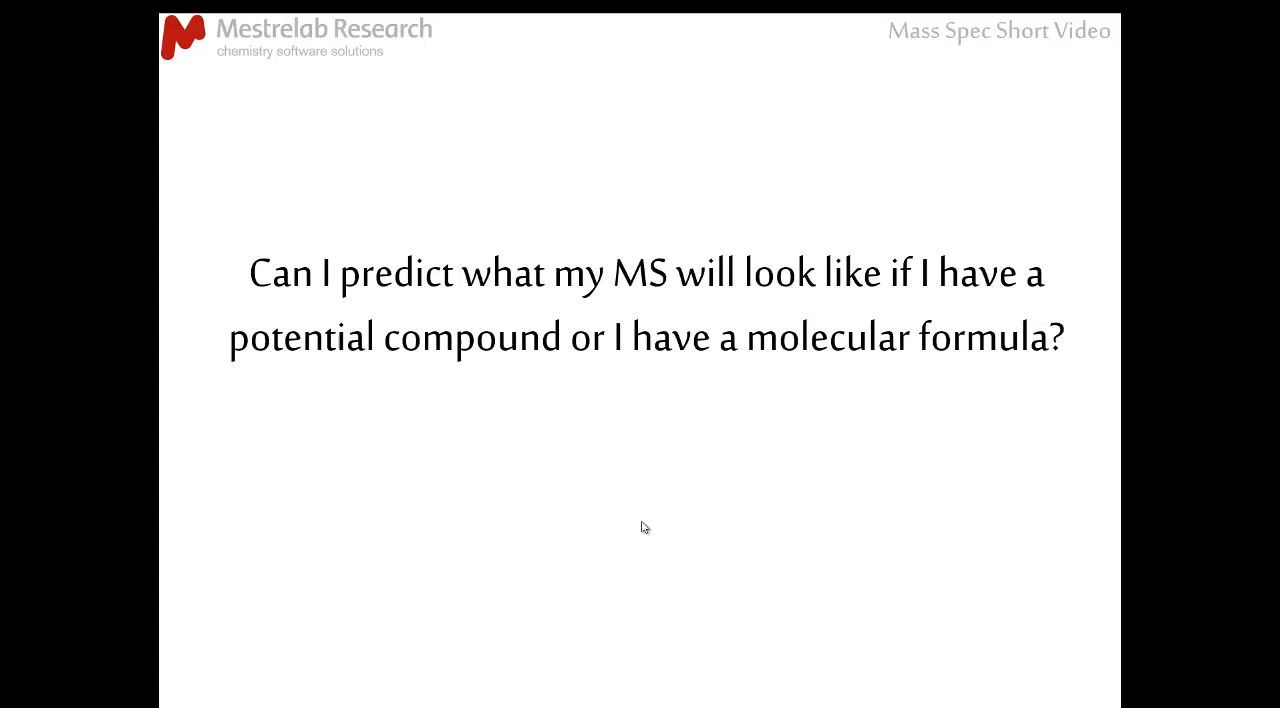 Mestrelab Research
chemistry software solutions
Mass Spec Short Video
Can I predict what my MS will look like if I have a
potential compound or I have a molecular formula?